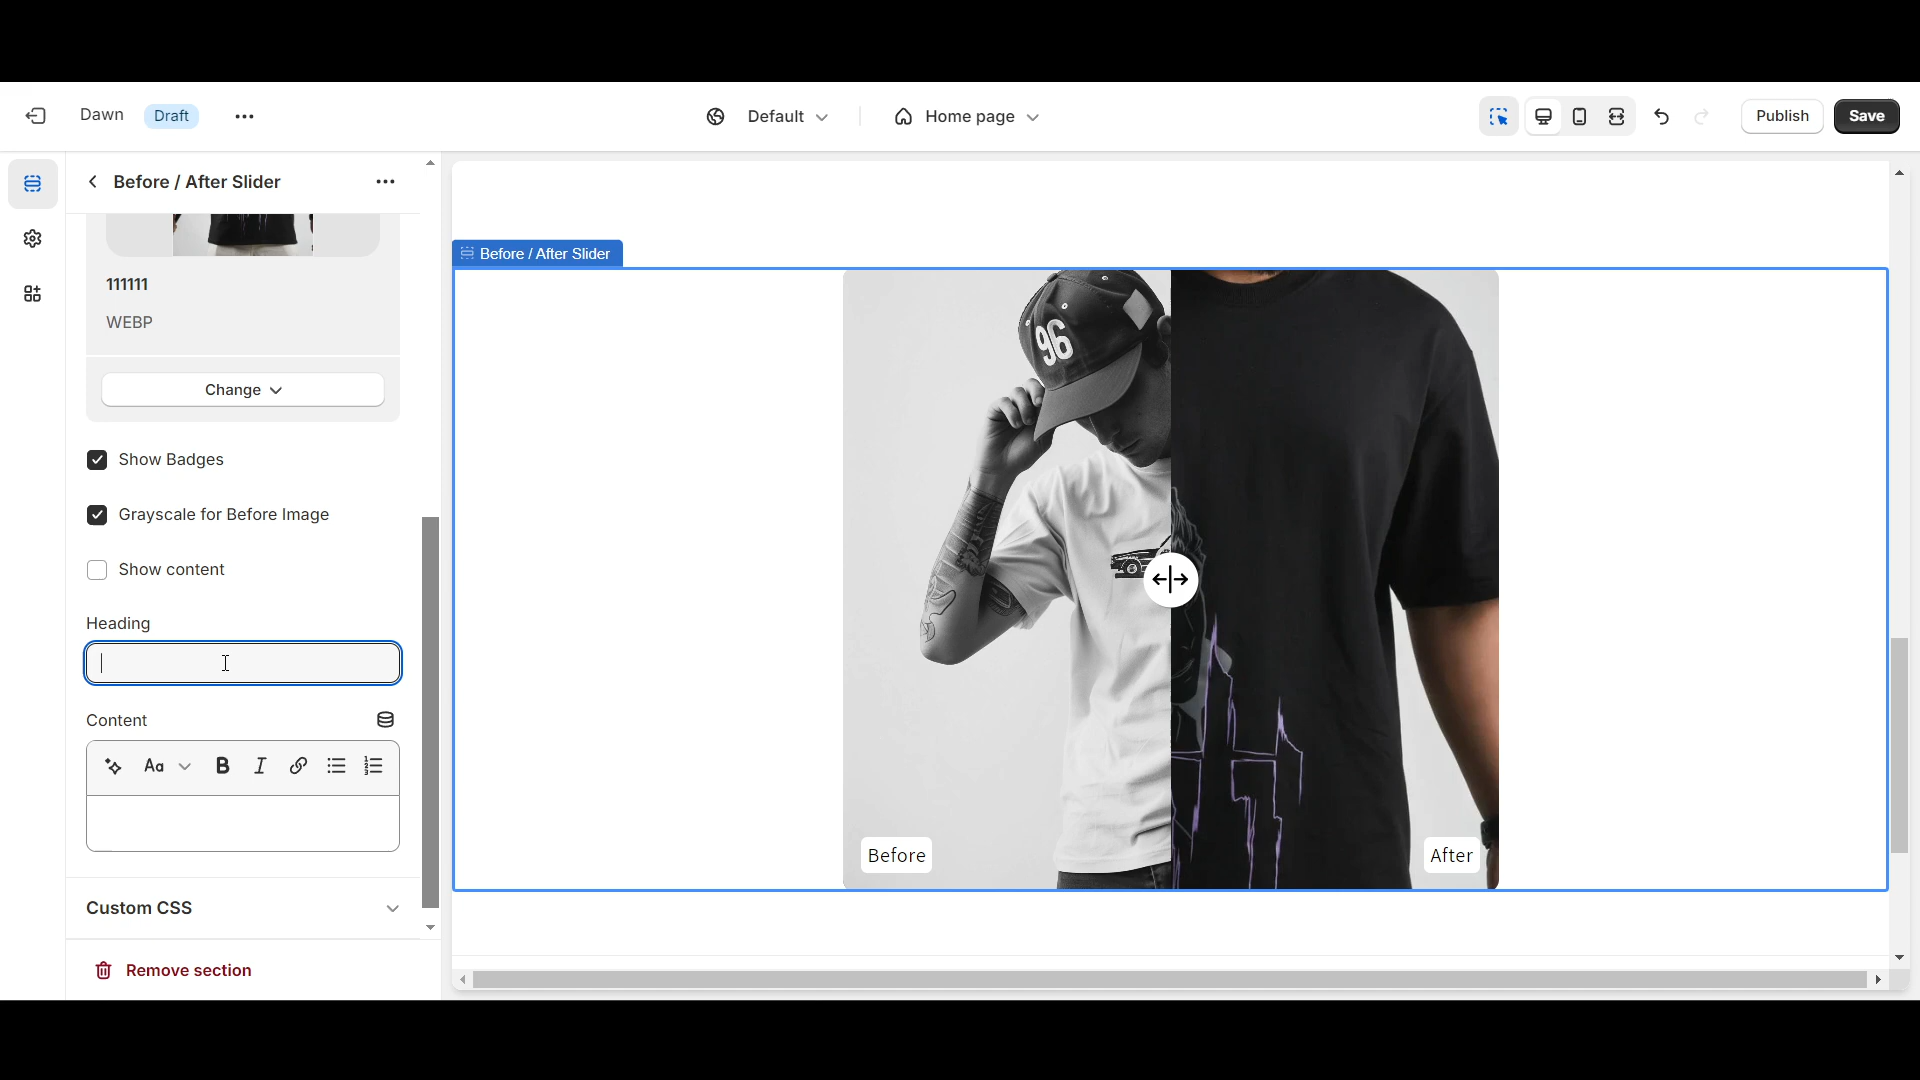 Dawn Draft Default Home page Publish Save
Before / After Slider
111111
WEBP
Change
Show Badges
Grayscale for Before Image
Show content
Heading
Content
Aa B I
Custom CSS
Remove section
Before / After Slider
96
Before
After